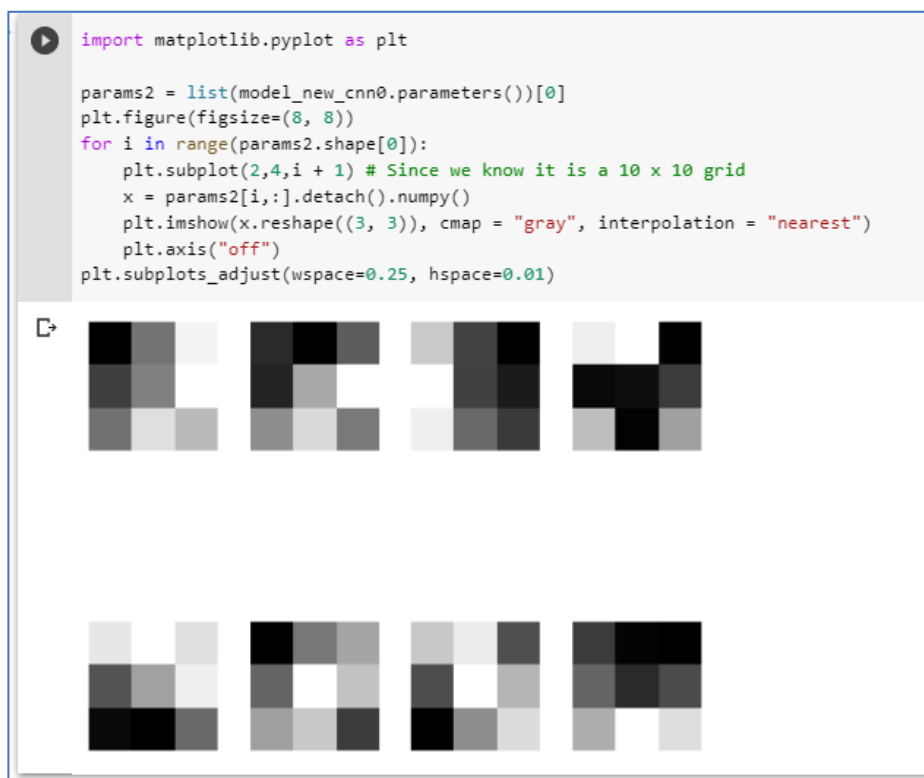 import matplotlib.pyplot as plt
params2 = list(model_new_cnn0.parameters())[0]
plt.figure(figsize=(8, 8))
for i in range(params2.shape[0]):
    plt.subplot(2,4,i + 1) # Since we know it is a 10 x 10 grid
    x = params2[i,:].detach().numpy()
    plt.imshow(x.reshape((3, 3)), cmap = "gray", interpolation = "nearest")
    plt.axis("off")
plt.subplots_adjust(wspace=0.25, hspace=0.01)